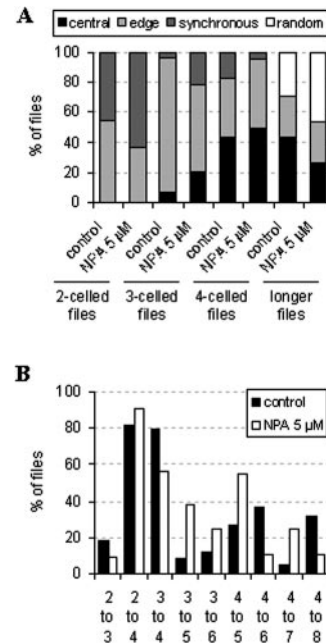 A
central edge synchronous random
% of files
100
80
60
40
20
0
control NPA 5 µM control NPA 5 µM control NPA 5 µM control NPA 5 µM
2-celled files 3-celled files 4-celled files longer files
B
control
NPA 5 µM
% of files
100
80
60
40
20
0
2 2 3 3 3 4 4 4 4
to to to to to to to to to
3 4 4 5 6 4 5 7 8